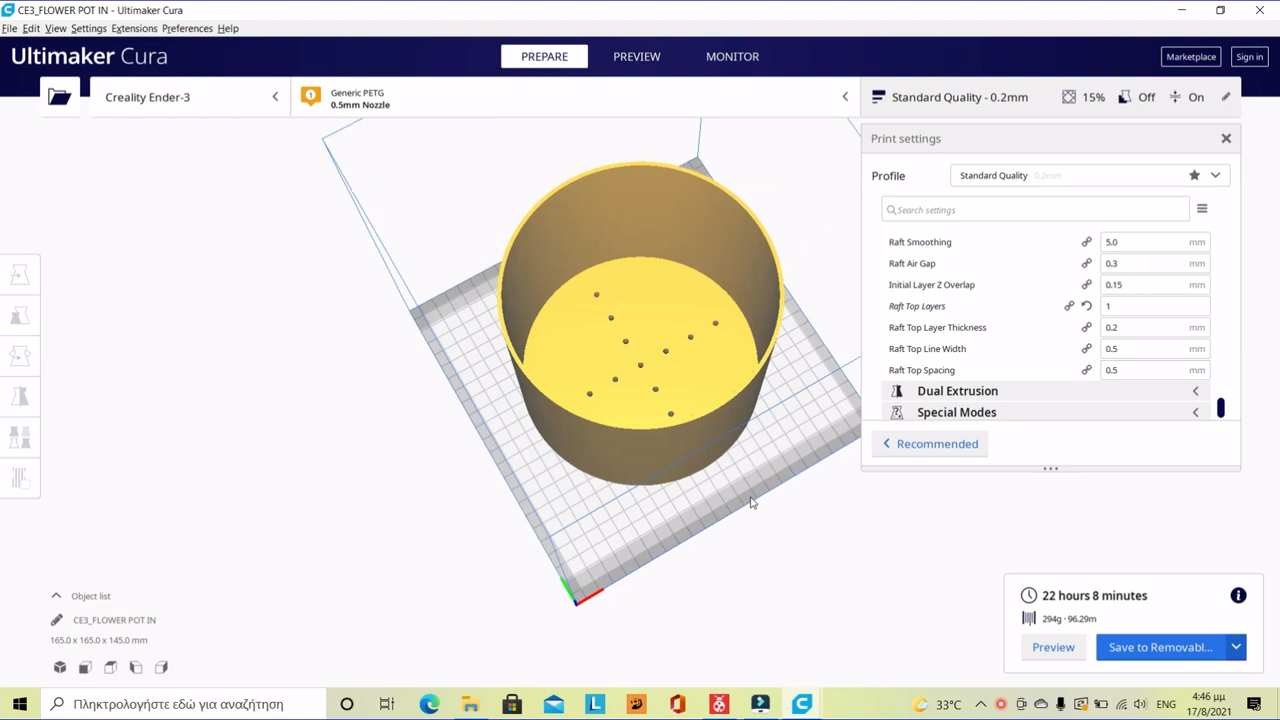 CE3_FLOWER POT IN - Ultimaker Cura
File Edit View Settings Extensions Preferences Help
Ultimaker Cura
PREPARE
PREVIEW
MONITOR
Marketplace
Sign in
Creality Ender-3
1
Generic PETG
0.5mm Nozzle
Standard Quality - 0.2mm
15%
Off
On
Print settings
Profile
Standard Quality - 0.2mm
Search settings
Raft Smoothing 5.0 mm
Raft Air Gap 0.3 mm
Initial Layer Z Overlap 0.15 mm
Raft Top Layers 1
Raft Top Layer Thickness 0.2 mm
Raft Top Line Width 0.5 mm
Raft Top Spacing 0.5 mm
Dual Extrusion
Special Modes
Recommended
Object list
CE3_FLOWER POT IN
165.0 x 165.0 x 145.0 mm
22 hours 8 minutes
294g · 96.29m
Preview
Save to Removabl...
Πληκτρολογήστε εδώ για αναζήτηση
33°C
ENG
4:46 μμ
17/8/2021